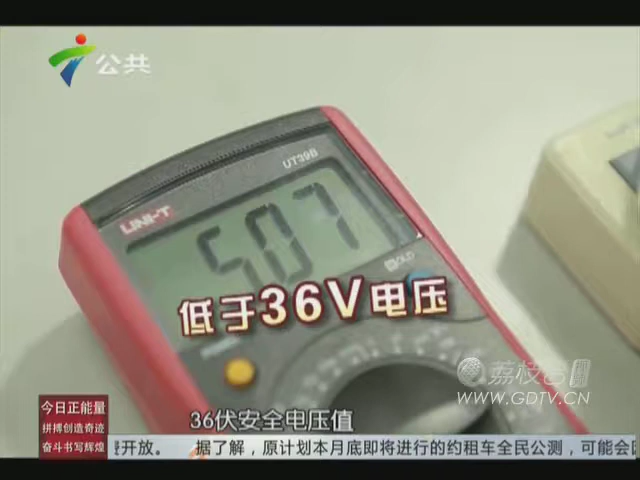 公共
UT39B
UNI-T
507
HOLD
低于36V电压
荔枝台
www.GDTV.cn
今日正能量
拼搏创造奇迹
奋斗书写辉煌
36伏安全电压值
开放。 据了解，原计划本月底即将进行的约租车全民公测，可能会